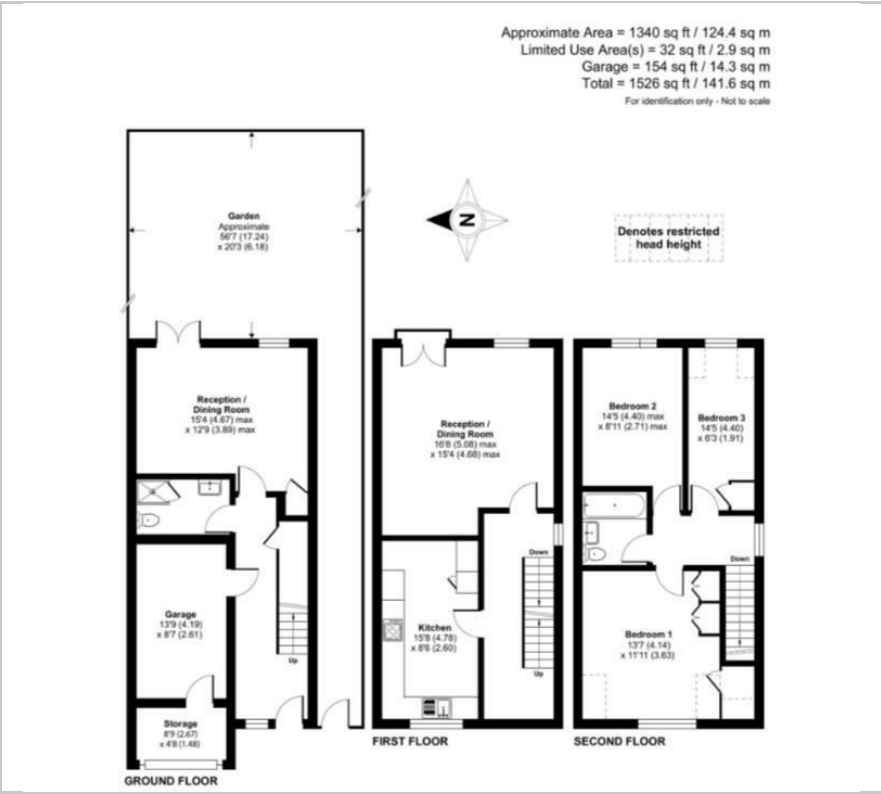 Approximate Area = 1340 sq ft / 124.4 sq m
Limited Use Area(s) = 32 sq ft / 2.9 sq m
Garage = 154 sq ft / 14.3 sq m
Total = 1526 sq ft / 141.6 sq m
For identification only - Not to scale
Garden
Approximate
56'7 (17.24)
x 20'3 (6.18)
N
Denotes restricted
head height
Reception /
Dining Room
15'4 (4.67) max
x 12'9 (3.89) max
Garage
13'9 (4.19)
x 8'7 (2.61)
Up
Storage
8'9 (2.67)
x 4'8 (1.48)
GROUND FLOOR
Reception /
Dining Room
16'8 (5.08) max
x 15'4 (4.68) max
Down
Kitchen
15'8 (4.78)
x 8'6 (2.60)
Up
FIRST FLOOR
Bedroom 2
14'5 (4.40) max
x 8'11 (2.71) max
Bedroom 3
14'5 (4.40)
x 6'3 (1.91)
Down
Bedroom 1
13'7 (4.14)
x 11'11 (3.63)
SECOND FLOOR